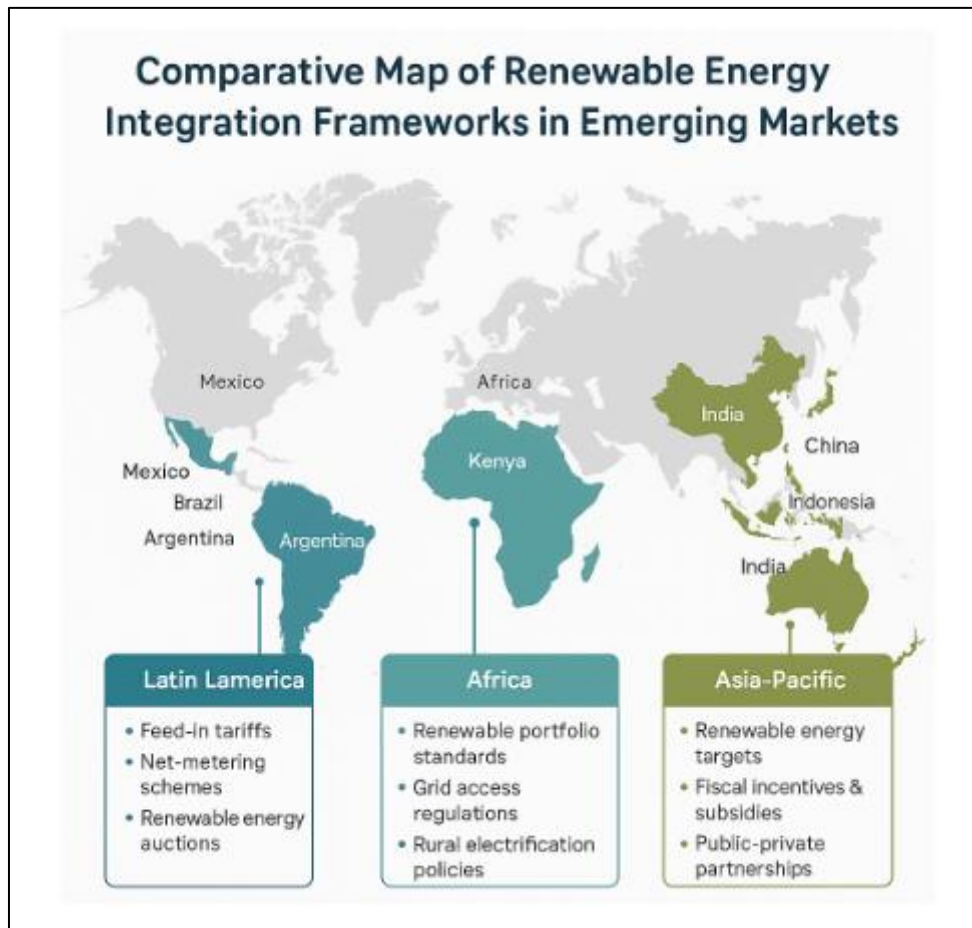 Comparative Map of Renewable Energy
Integration Frameworks in Emerging Markets
Mexico
Africa
India
China
Kenya
Mexico
Brazil
Indonesia
Argentina
Argentina
India
Latin Lamerica
• Feed-in tariffs
• Net-metering
schemes
• Renewable energy
auctions
Africa
• Renewable portfolio
standards
• Grid access
regulations
• Rural electrification
policies
Asia-Pacific
• Renewable energy
targets
• Fiscal incentives &
subsidies
• Public-private
partnerships